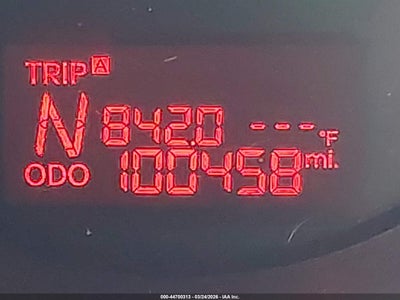 TRIP A
N 842.0 ---°F
ODO 100458 mi.
000-44700313 - 03/24/2026 - IAA Inc.